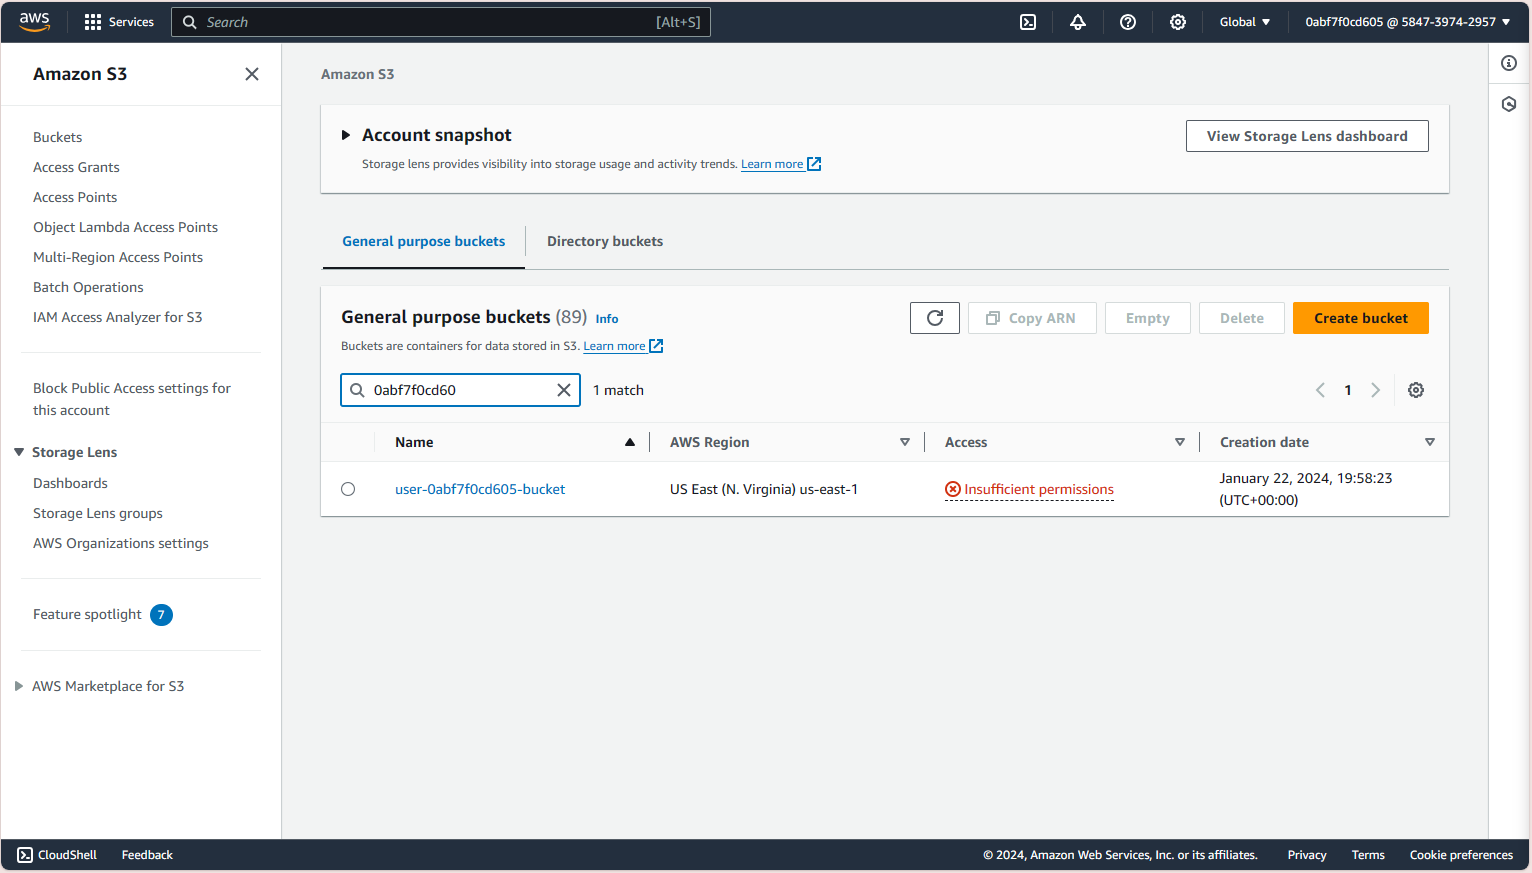 aws
Services
Search
[Alt+S]
Global
0abf7f0cd605 @ 5847-3974-2957
Amazon S3
Buckets
Access Grants
Access Points
Object Lambda Access Points
Multi-Region Access Points
Batch Operations
IAM Access Analyzer for S3
Block Public Access settings for
this account
Storage Lens
Dashboards
Storage Lens groups
AWS Organizations settings
Feature spotlight 7
AWS Marketplace for S3
Amazon S3
Account snapshot
View Storage Lens dashboard
Storage lens provides visibility into storage usage and activity trends. Learn more
General purpose buckets
Directory buckets
General purpose buckets (89) Info
Copy ARN
Empty
Delete
Create bucket
Buckets are containers for data stored in S3. Learn more
0abf7f0cd60
1 match
1
Name
AWS Region
Access
Creation date
user-0abf7f0cd605-bucket
US East (N. Virginia) us-east-1
Insufficient permissions
January 22, 2024, 19:58:23
(UTC+00:00)
CloudShell
Feedback
© 2024, Amazon Web Services, Inc. or its affiliates.
Privacy
Terms
Cookie preferences